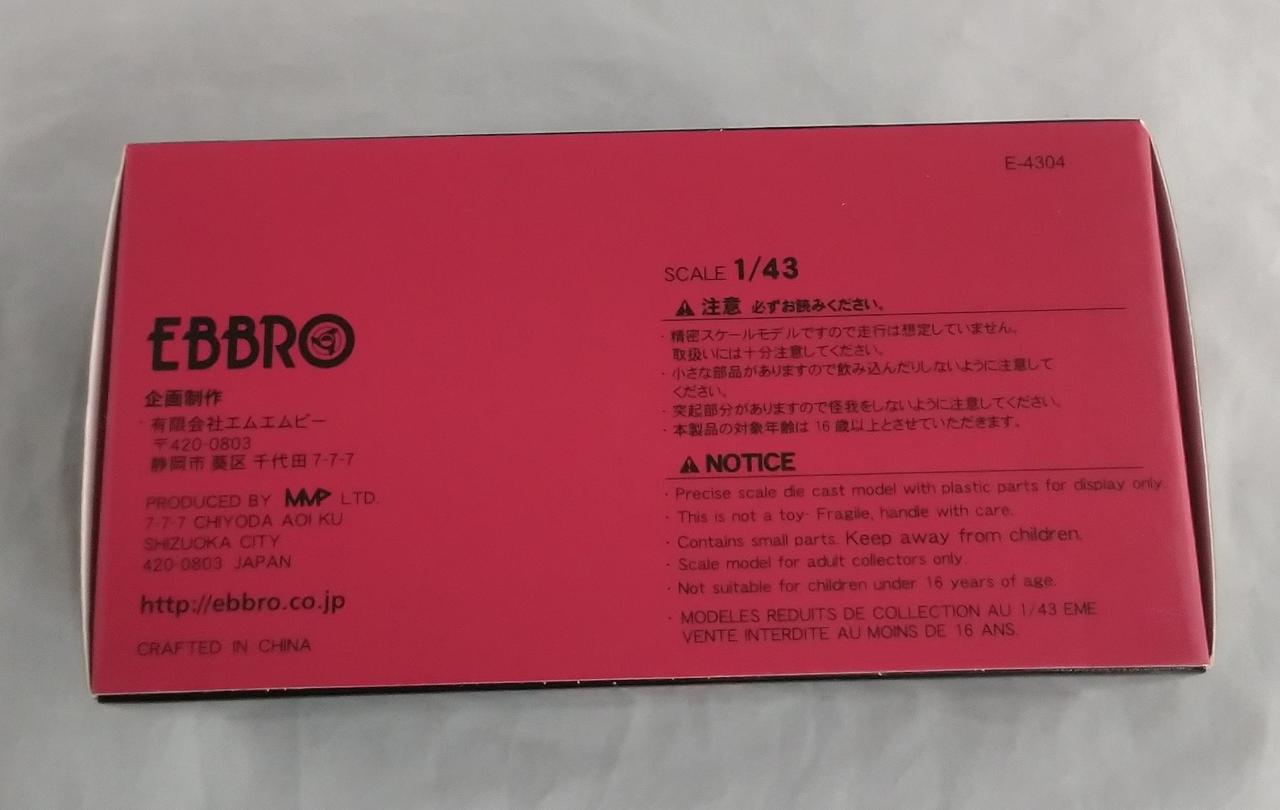 E-4304
EBBRO
企画制作
有限会社エムエムピー
〒420-0803
静岡市 葵区 千代田 7-7-7
PRODUCED BY MMP LTD.
7-7-7 CHIYODA AOI KU
SHIZUOKA CITY
420-0803 JAPAN
http://ebbro.co.jp
CRAFTED IN CHINA
SCALE 1/43
注意 必ずお読みください。
・精密スケールモデルですので走行は想定していません。
取扱いには十分注意してください。
・小さな部品がありますので飲み込んだりしないように注意して
ください。
・突起部分がありますので怪我をしないように注意してください。
・本製品の対象年齢は 16 歳以上とさせていただきます。
NOTICE
· Precise scale die cast model with plastic parts for display only.
· This is not a toy- Fragile, handle with care.
· Contains small parts. Keep away from children.
· Scale model for adult collectors only.
· Not suitable for children under 16 years of age.
· MODELES REDUITS DE COLLECTION AU 1/43 EME
VENTE INTERDITE AU MOINS DE 16 ANS.